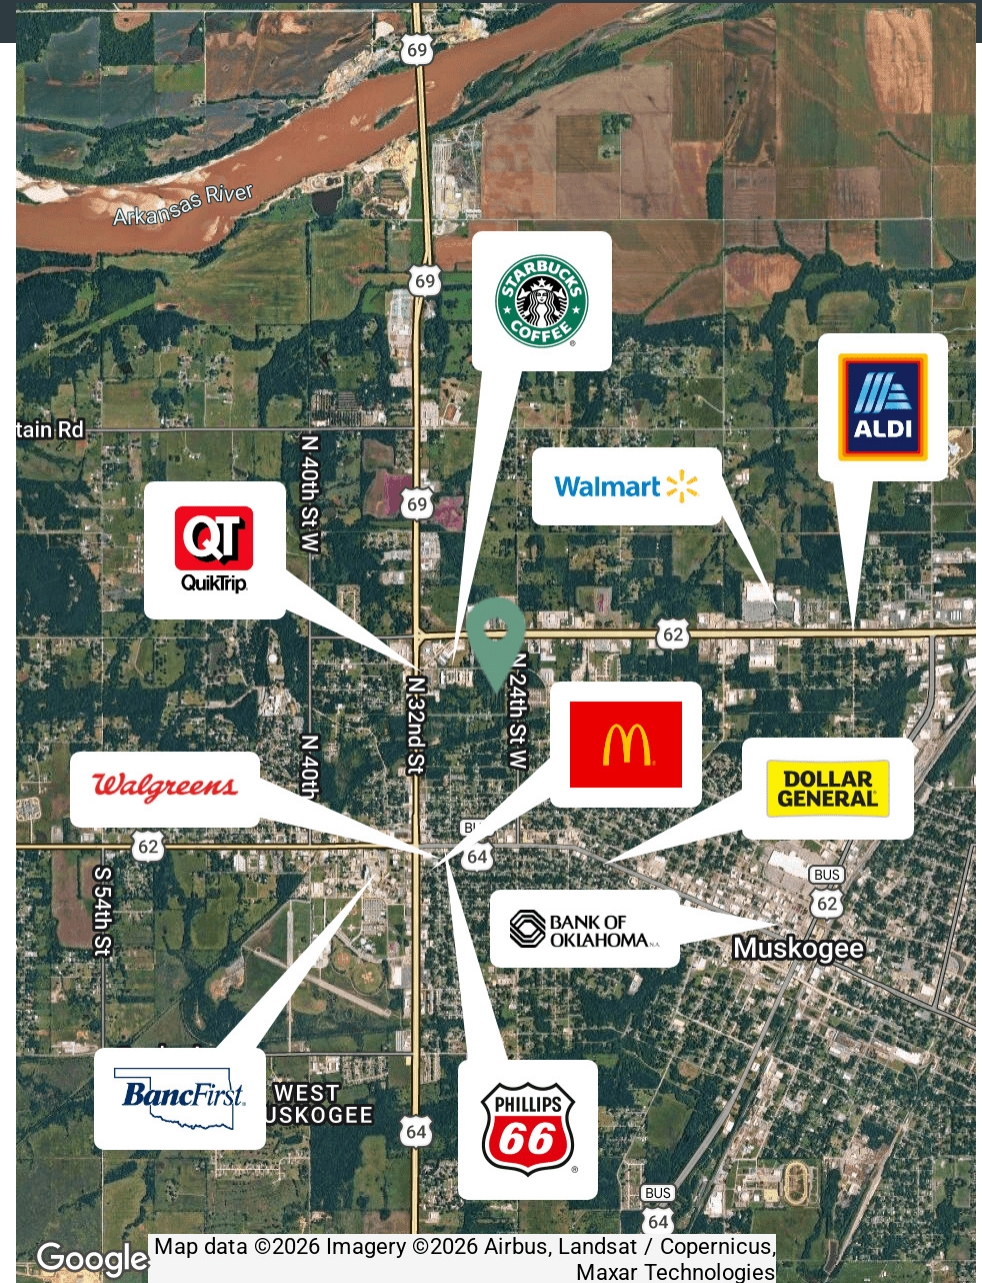 69
Arkansas River
69
STARBUCKS
COFFEE
®
ALDI
tain Rd
N 40th St W
69
Walmart
QT
QuikTrip
62
N 32nd St
N 24th St W
N 40th
Walgreens
DOLLAR
GENERAL
62
64
BUS
62
S 54th St
BANK OF
OKLAHOMA N.A.
Muskogee
BancFirst
WEST
USKOGEE
64
PHILLIPS
66
®
BUS
64
Google
Map data ©2026 Imagery ©2026 Airbus, Landsat / Copernicus,
Maxar Technologies